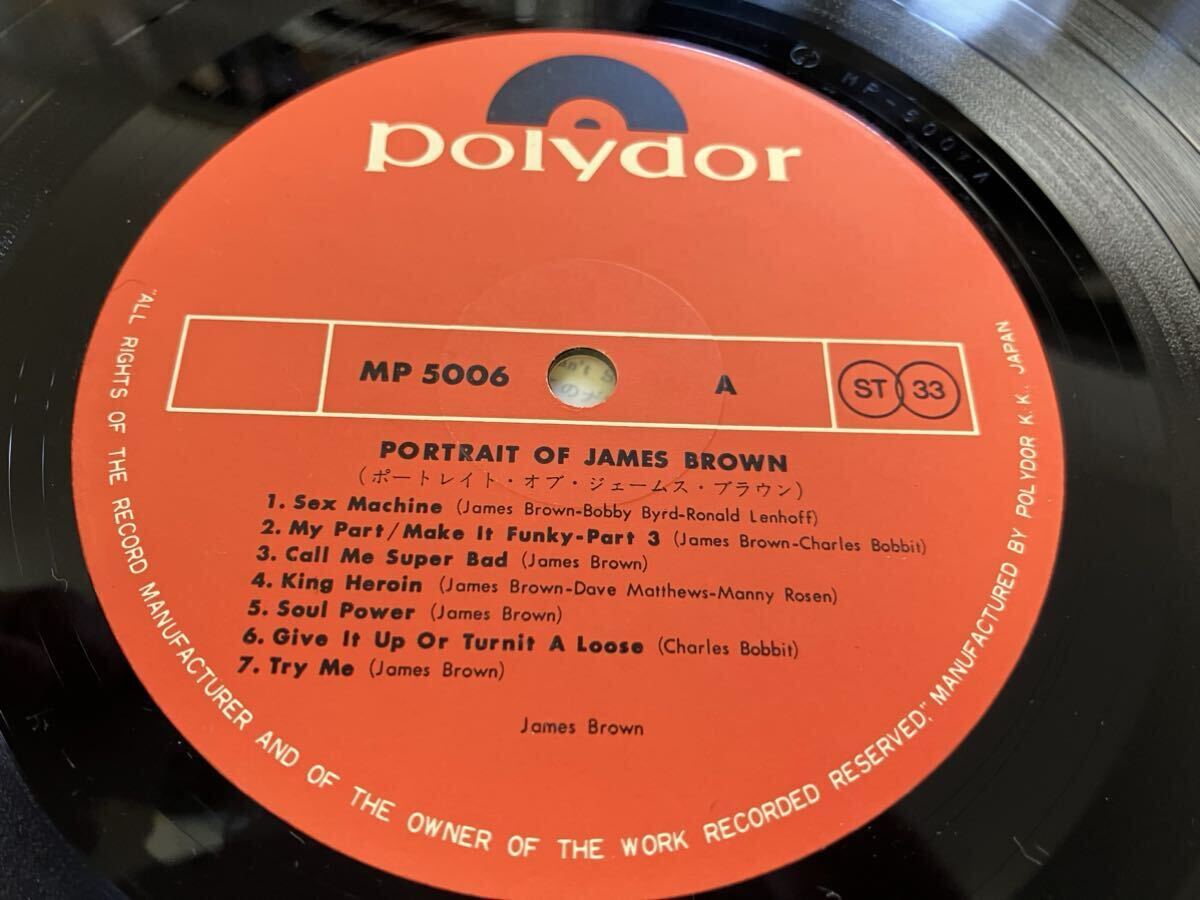 polydor
MP 5006
A
ST 33
PORTRAIT OF JAMES BROWN
(ポートレイト・オブ・ジェームス・ブラウン)
1. Sex Machine (James Brown-Bobby Byrd-Ronald Lenhoff)
2. My Part/Make It Funky-Part 3 (James Brown-Charles Bobbit)
3. Call Me Super Bad (James Brown)
4. King Heroin (James Brown-Dave Matthews-Manny Rosen)
5. Soul Power (James Brown)
6. Give It Up Or Turnit A Loose (Charles Bobbit)
7. Try Me (James Brown)
James Brown
"ALL RIGHTS OF THE RECORD MANUFACTURER AND OF THE OWNER OF THE WORK RECORDED RESERVED." MANUFACTURED BY POLYDOR K.K. JAPAN